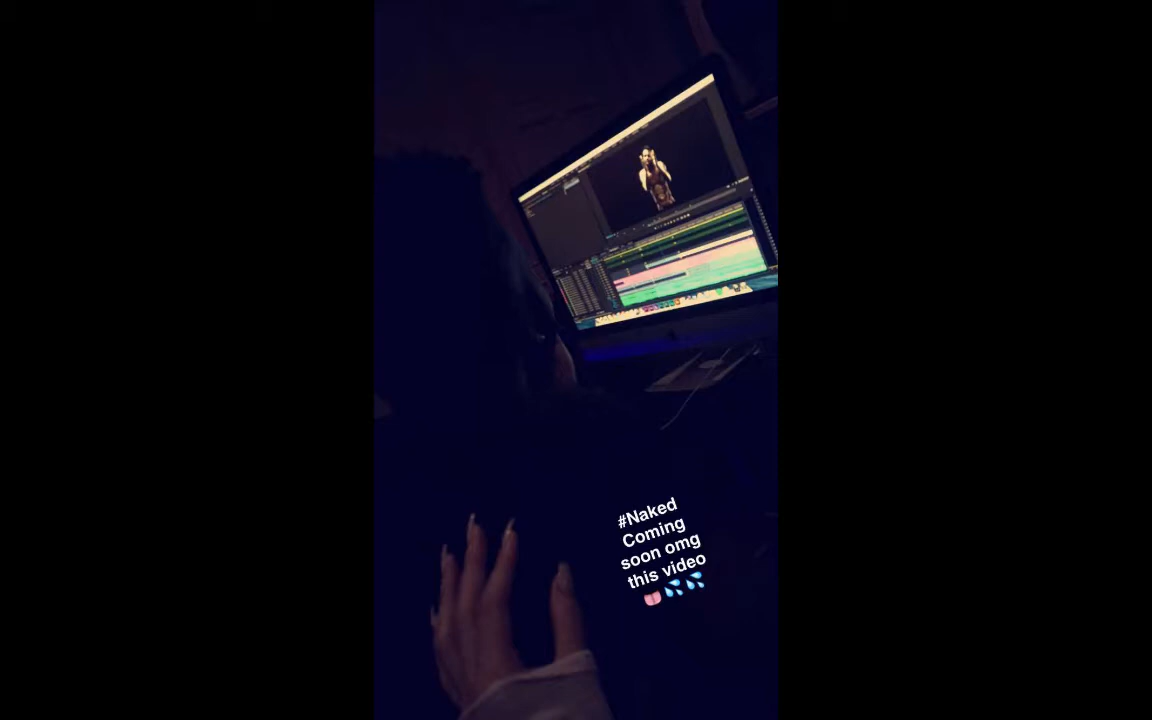 #Naked
Coming
soon omg
this video
👅💦💦